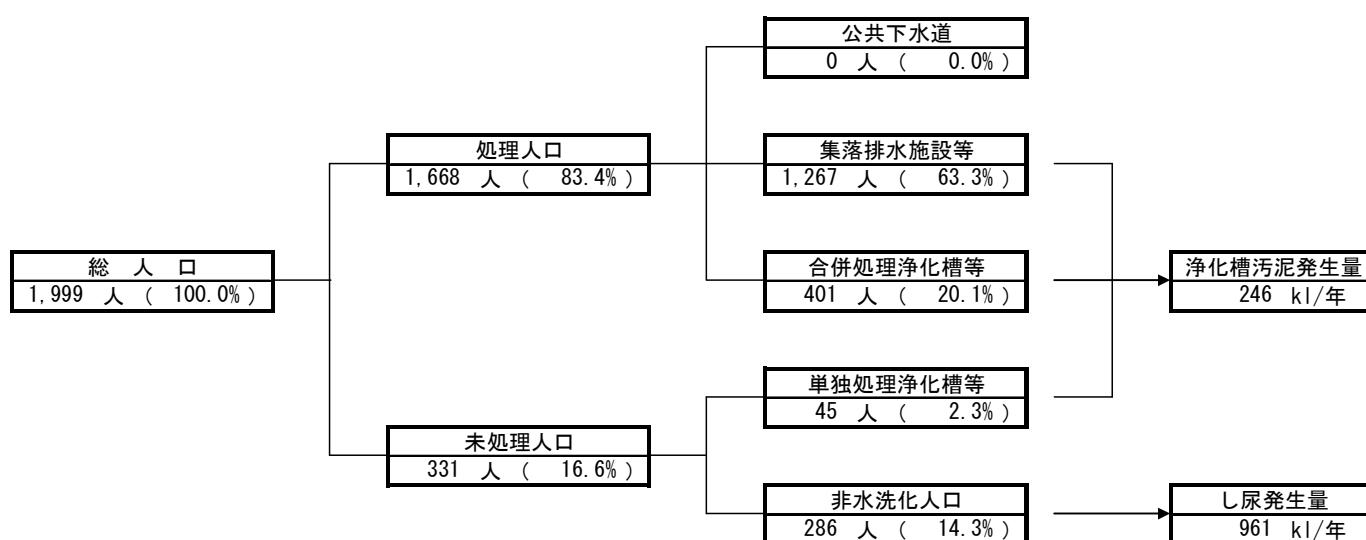 公共下水道
0 人 ( 0.0% )
処理人口
1,668 人 ( 83.4% )
集落排水施設等
1,267 人 ( 63.3% )
総 人 口
1,999 人 ( 100.0% )
合併処理浄化槽等
401 人 ( 20.1% )
浄化槽汚泥発生量
246 kl/年
単独処理浄化槽等
45 人 ( 2.3% )
未処理人口
331 人 ( 16.6% )
非水洗化人口
286 人 ( 14.3% )
し尿発生量
961 kl/年